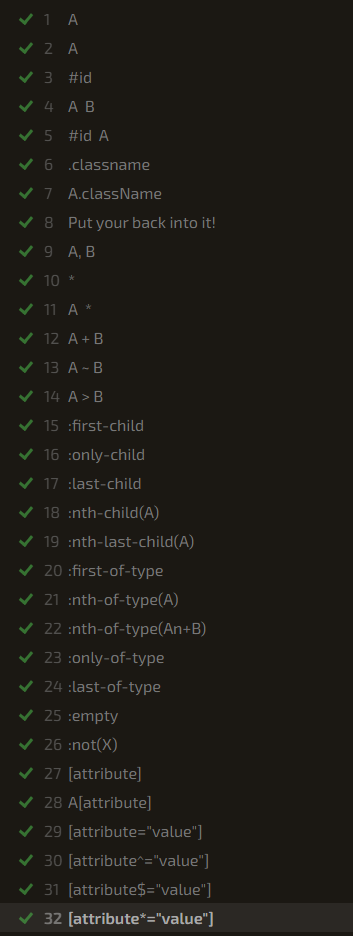 1 A
2 A
3 #id
4 A B
5 #id A
6 .classname
7 A.className
8 Put your back into it!
9 A, B
10 *
11 A *
12 A + B
13 A ~ B
14 A > B
15 :first-child
16 :only-child
17 :last-child
18 :nth-child(A)
19 :nth-last-child(A)
20 :first-of-type
21 :nth-of-type(A)
22 :nth-of-type(An+B)
23 :only-of-type
24 :last-of-type
25 :empty
26 :not(X)
27 [attribute]
28 A[attribute]
29 [attribute="value"]
30 [attribute^="value"]
31 [attribute$="value"]
32 [attribute*="value"]